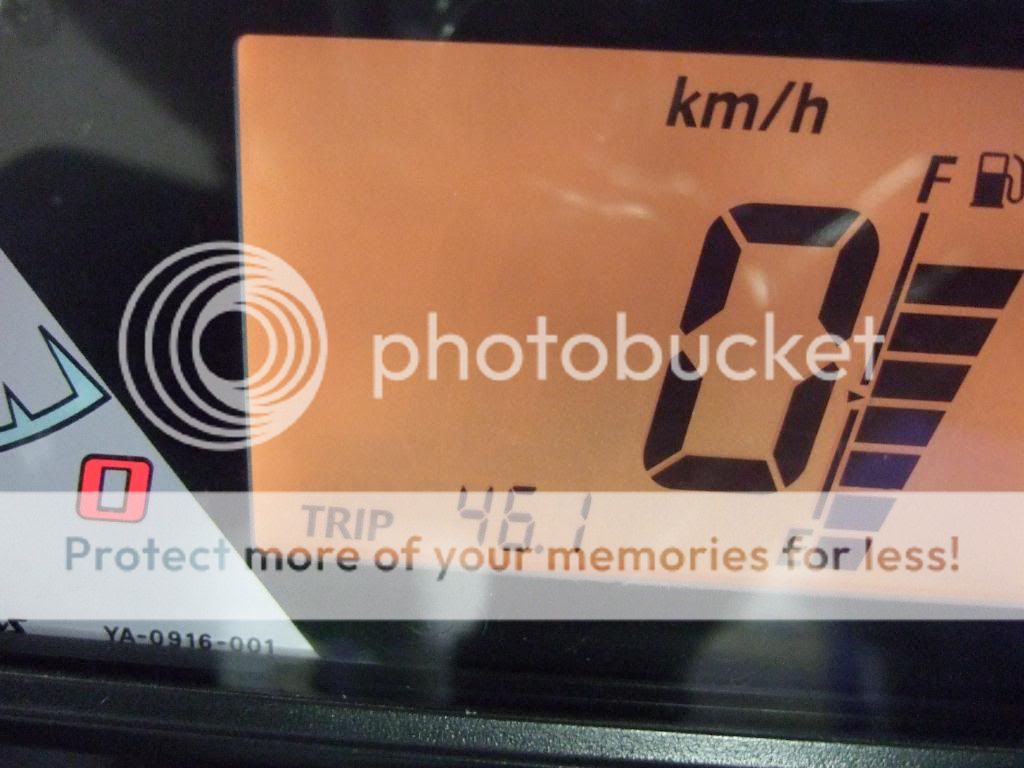 km/h
F
0
photobucket
0
TRIP 46.1
E
Protect more of your memories for less!
YA-0916-001